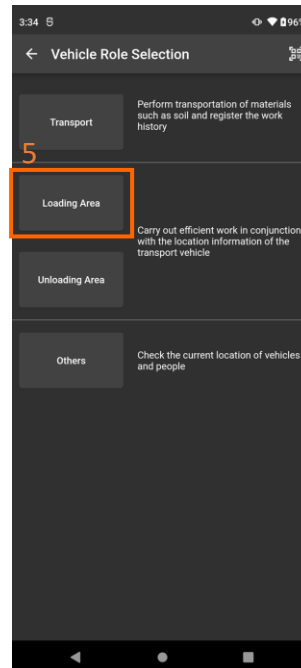 3:34
96%
Vehicle Role Selection
Transport
Perform transportation of materials
such as soil and register the work
history
5
Loading Area
Carry out efficient work in conjunction
with the location information of the
transport vehicle
Unloading Area
Others
Check the current location of vehicles
and people